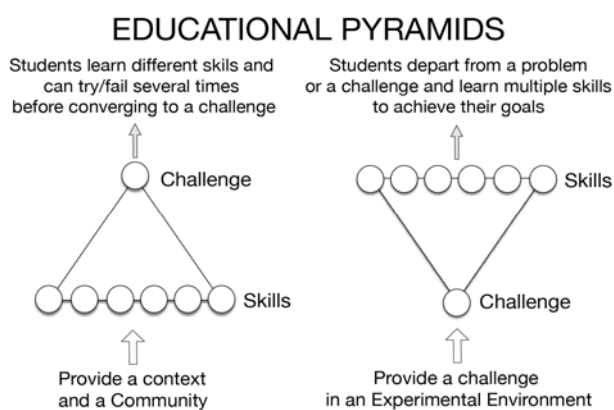 EDUCATIONAL PYRAMIDS
Students learn different skils and
can try/fail several times
before converging to a challenge
Challenge
Skills
Provide a context
and a Community
Students depart from a problem
or a challenge and learn multiple skills
to achieve their goals
Skills
Challenge
Provide a challenge
in an Experimental Environment